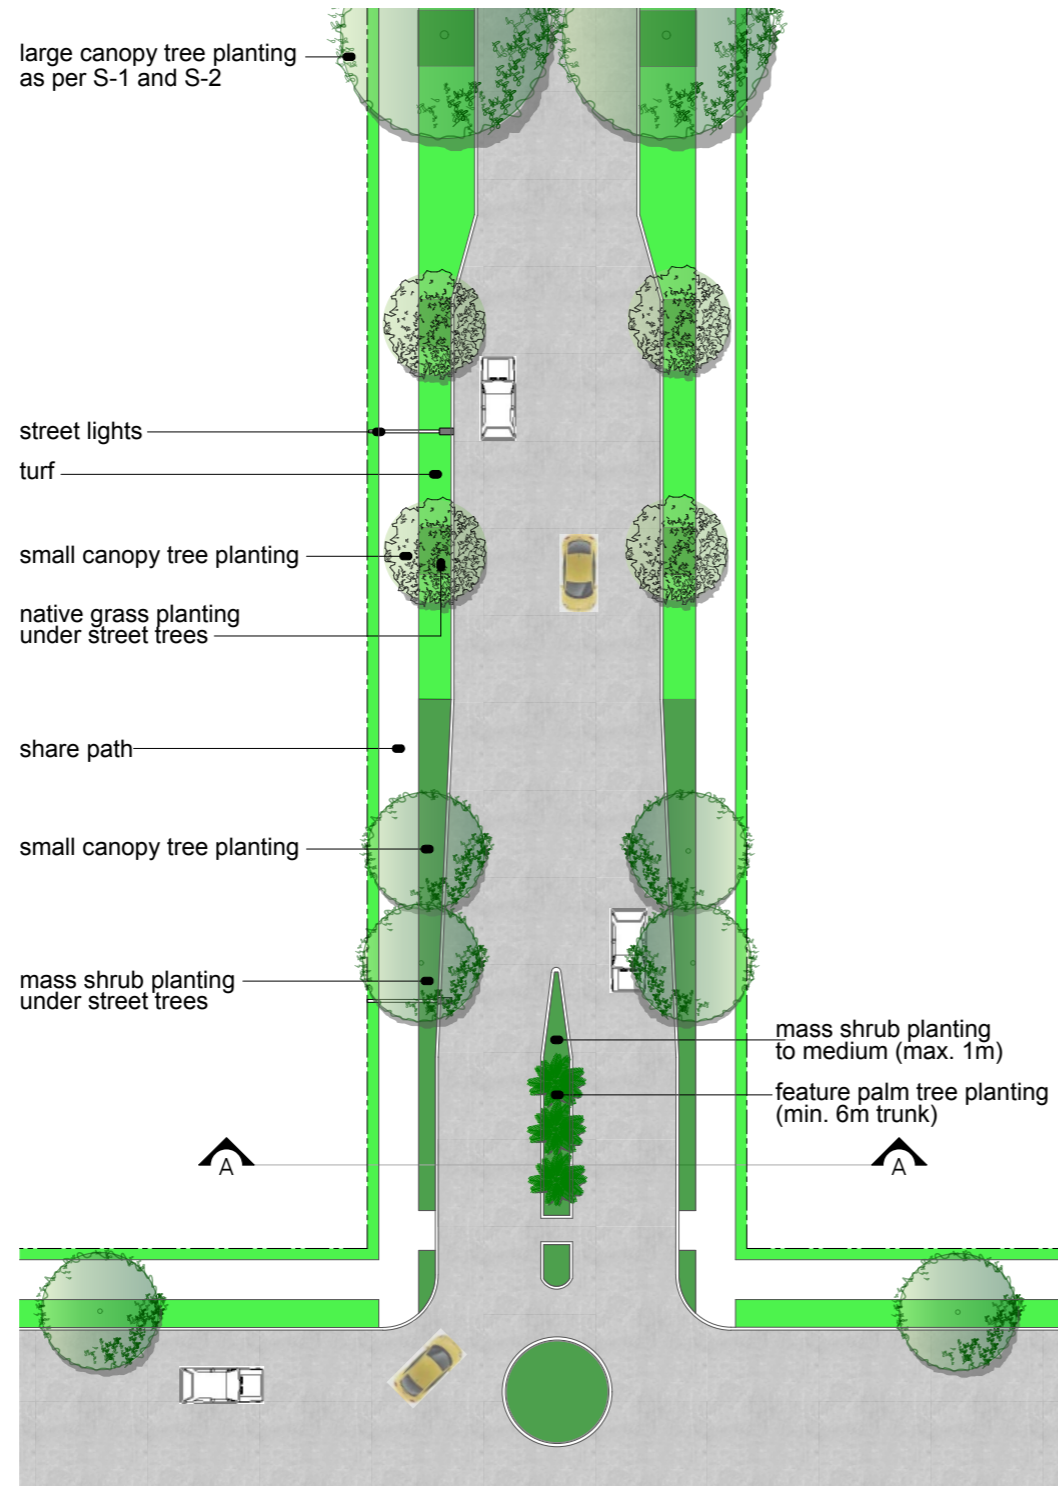 large canopy tree planting
as per S-1 and S-2
street lights
turf
small canopy tree planting
native grass planting
under street trees
share path
small canopy tree planting
mass shrub planting
under street trees
mass shrub planting
to medium (max. 1m)
feature palm tree planting
(min. 6m trunk)
A
A